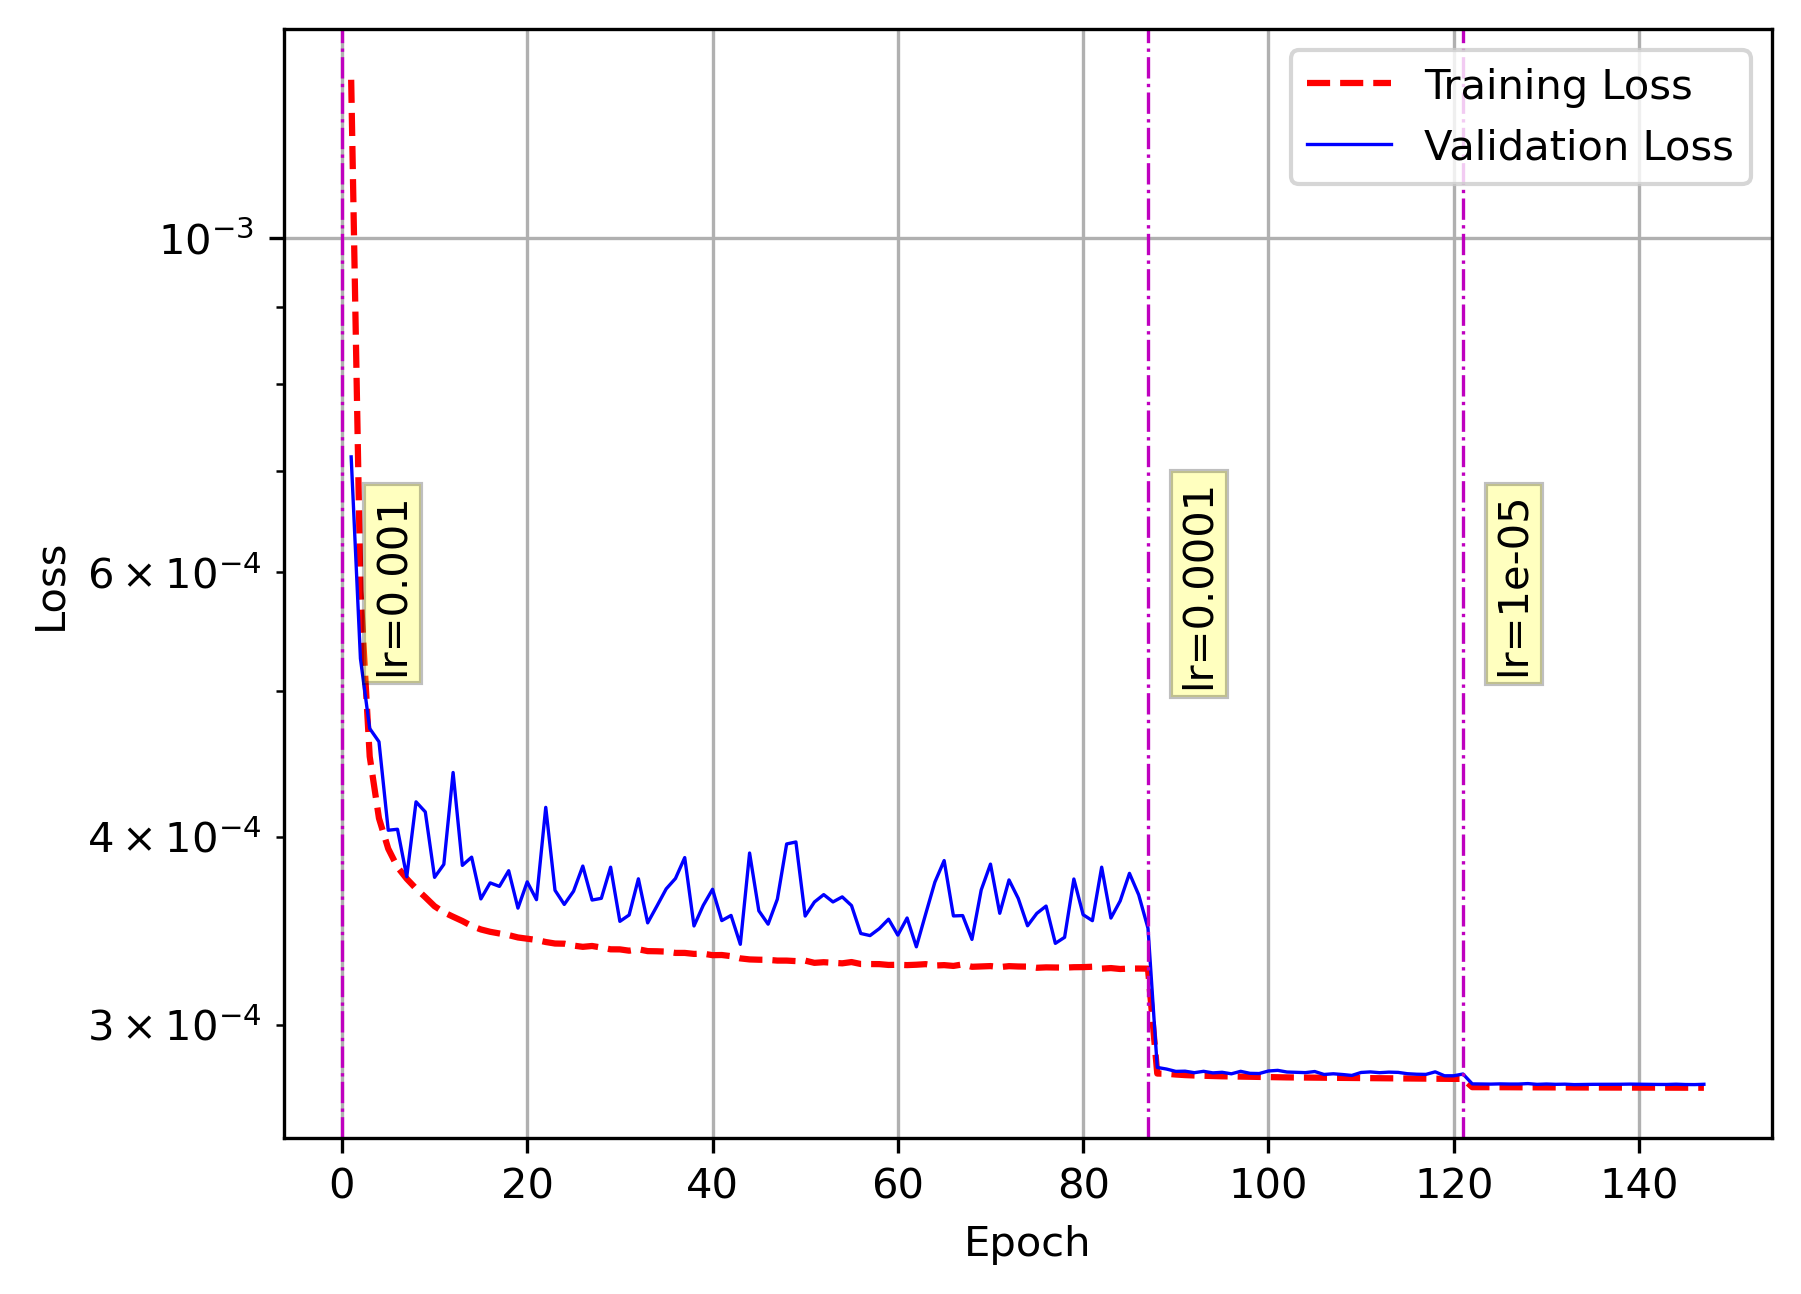 Training Loss
Validation Loss
10⁻³
6 × 10⁻⁴
4 × 10⁻⁴
3 × 10⁻⁴
Loss
lr=0.001
lr=0.0001
lr=1e-05
0 20 40 60 80 100 120 140
Epoch